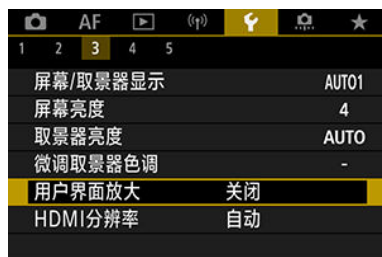 AF
1 2 3 4 5
屏幕/取景器显示 AUTO1
屏幕亮度 4
取景器亮度 AUTO
微调取景器色调 -
用户界面放大 关闭
HDMI分辨率 自动